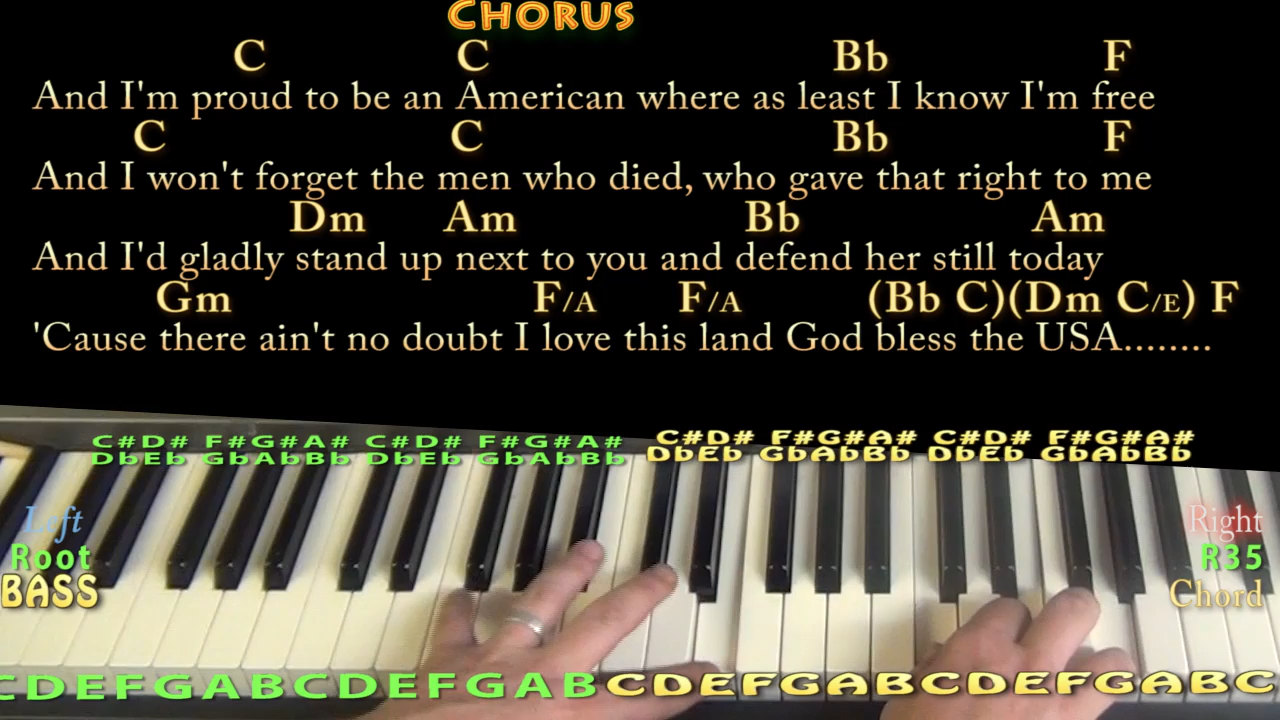 CHORUS
C C Bb F
And I'm proud to be an American where as least I know I'm free
C C Bb F
And I won't forget the men who died, who gave that right to me
Dm Am Bb Am
And I'd gladly stand up next to you and defend her still today
Gm F/A F/A (Bb C)(Dm C/E) F
'Cause there ain't no doubt I love this land God bless the USA........
C#D# F#G#A# C#D# F#G#A# C#D# F#G#A# C#D# F#G#A#
DbEb GbAbBb DbEb GbAbBb DbEb GbAbBb DbEb GbAbBb
Left
Root
BASS
Right
R35
Chord
CDEFGABCDEFGABCDEFGABCDEFGABC